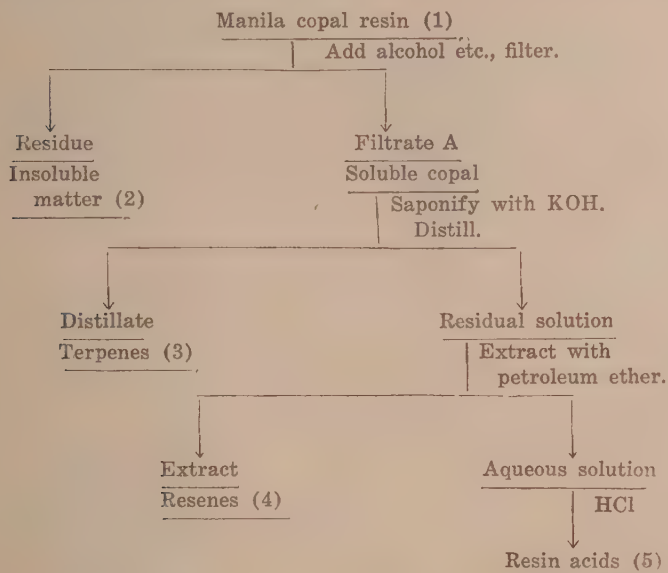 Manila copal resin (1)
Add alcohol etc., filter.
Residue
Insoluble
matter (2)
Filtrate A
Soluble copal
Saponify with KOH.
Distill.
Distillate
Terpenes (3)
Residual solution
Extract with
petroleum ether.
Extract
Resenes (4)
Aqueous solution
HCl
Resin acids (5)